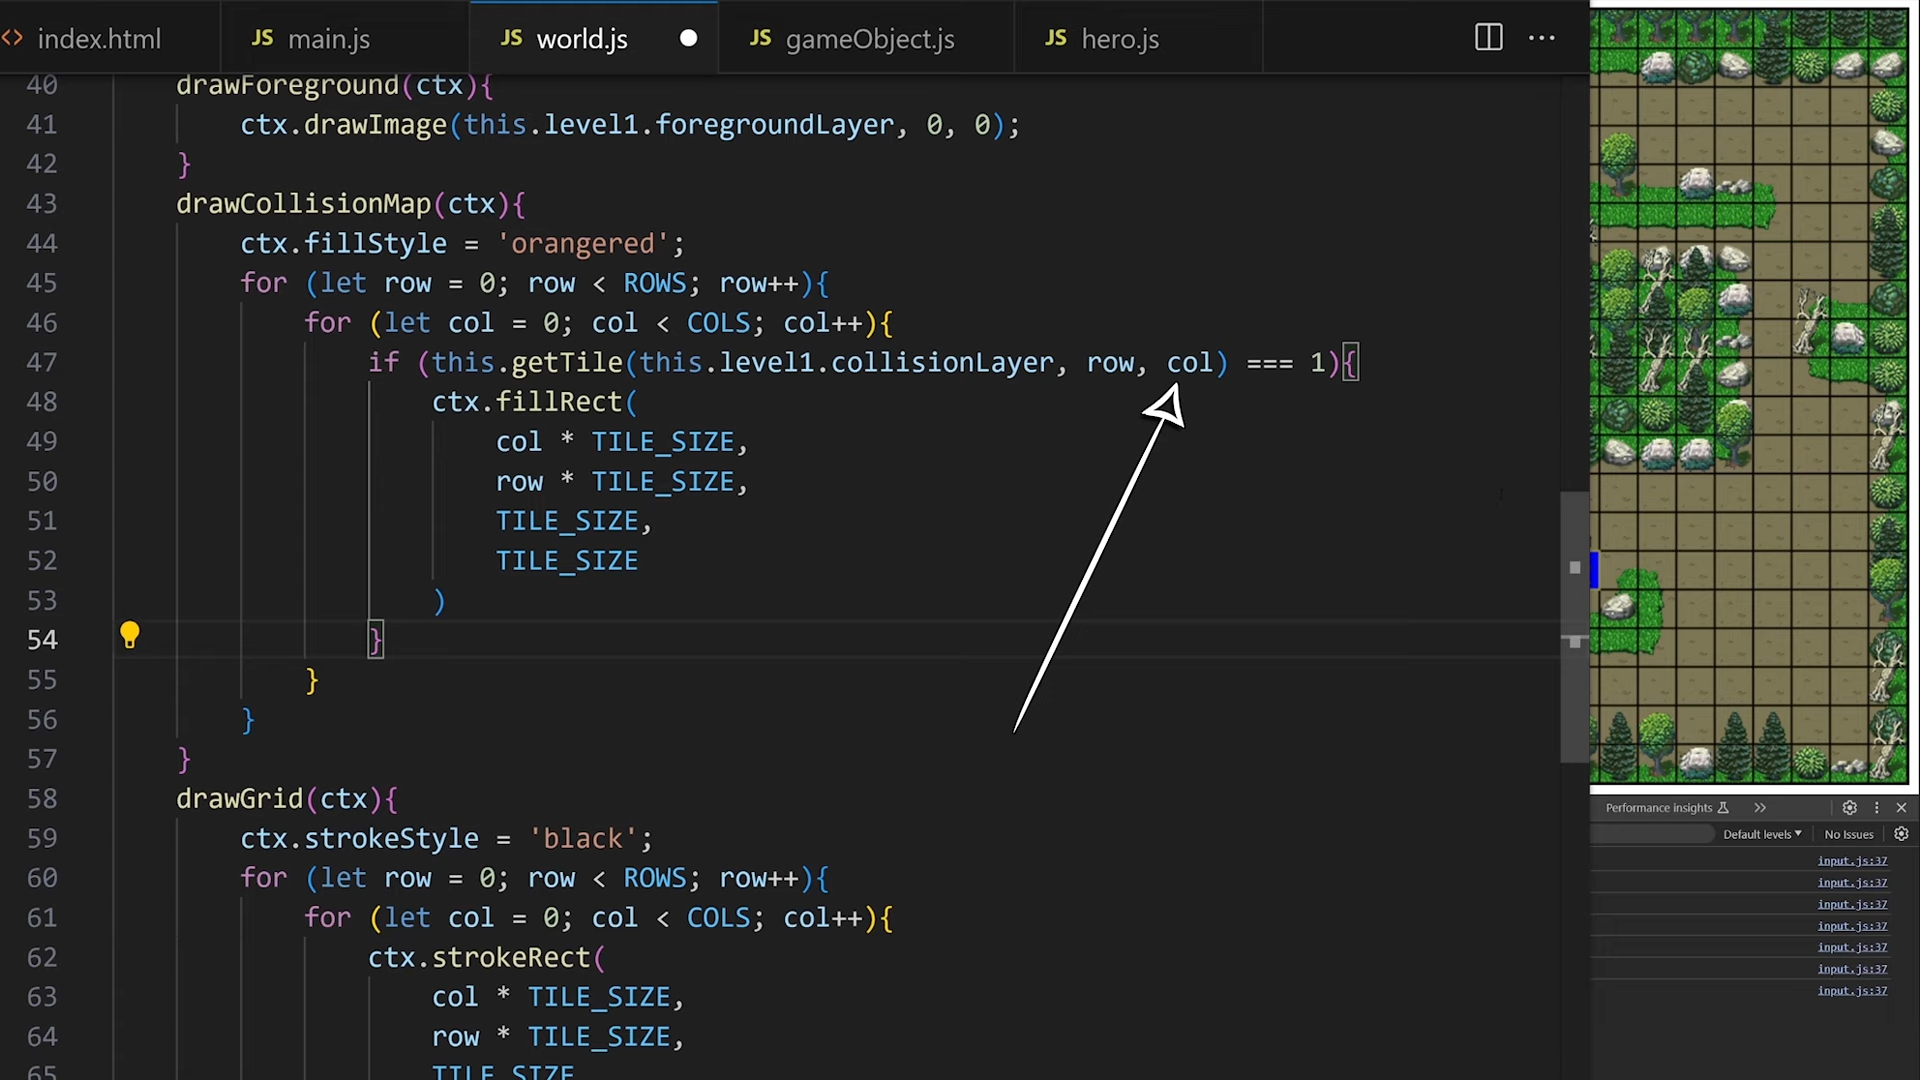 <> index.html JS main.js JS world.js JS gameObject.js JS hero.js
40 drawForeground(ctx){
41 ctx.drawImage(this.level1.foregroundLayer, 0, 0);
42 }
43 drawCollisionMap(ctx){
44 ctx.fillStyle = 'orangered';
45 for (let row = 0; row < ROWS; row++){
46 for (let col = 0; col < COLS; col++){
47 if (this.getTile(this.level1.collisionLayer, row, col) === 1){
48 ctx.fillRect(
49 col * TILE_SIZE,
50 row * TILE_SIZE,
51 TILE_SIZE,
52 TILE_SIZE
53 )
54 }
55 }
56 }
57 }
58 drawGrid(ctx){
59 ctx.strokeStyle = 'black';
60 for (let row = 0; row < ROWS; row++){
61 for (let col = 0; col < COLS; col++){
62 ctx.strokeRect(
63 col * TILE_SIZE,
64 row * TILE_SIZE,
65 TILE_SIZE
Performance insights
Default levels No Issues
input.js:37
input.js:37
input.js:37
input.js:37
input.js:37
input.js:37
input.js:37